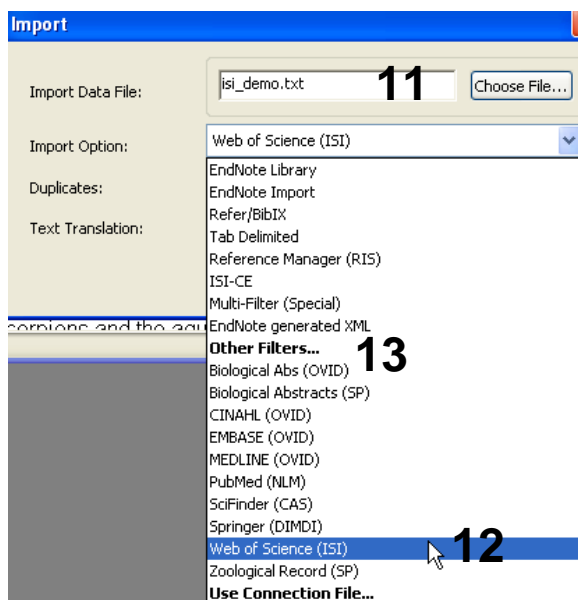 Import
Import Data File:
isi_demo.txt
11
Choose File...
Import Option:
Web of Science (ISI)
Duplicates:
Text Translation:
EndNote Library
EndNote Import
Refer/BibIX
Tab Delimited
Reference Manager (RIS)
ISI-CE
Multi-Filter (Special)
EndNote generated XML
and the
Other Filters...
13
Biological Abs (OVID)
Biological Abstracts (SP)
CINAHL (OVID)
EMBASE (OVID)
MEDLINE (OVID)
PubMed (NLM)
SciFinder (CAS)
Springer (DIMDI)
Web of Science (ISI)
12
Zoological Record (SP)
Use Connection File...